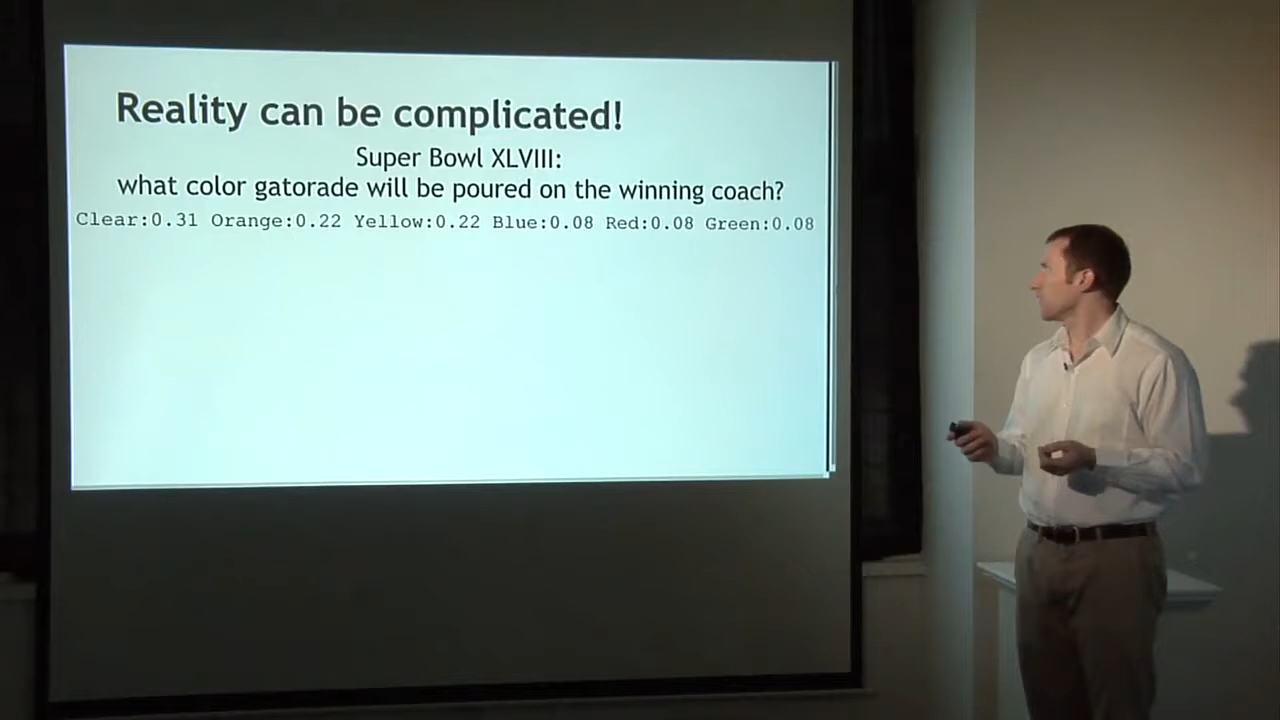 Reality can be complicated!
Super Bowl XLVIII:
what color gatorade will be poured on the winning coach?
Clear:0.31 Orange:0.22 Yellow:0.22 Blue:0.08 Red:0.08 Green:0.08